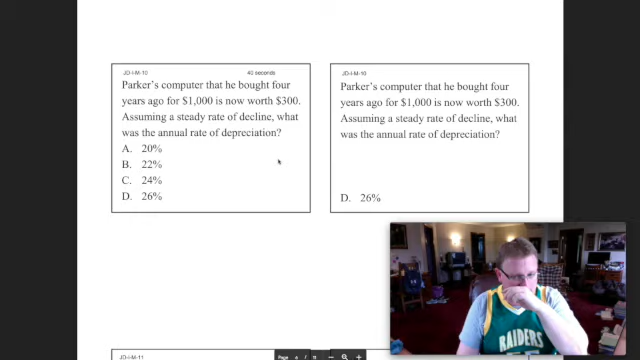 JD-I-M-10 40 seconds
Parker's computer that he bought four
years ago for $1,000 is now worth $300.
Assuming a steady rate of decline, what
was the annual rate of depreciation?
A. 20%
B. 22%
C. 24%
D. 26%
JD-I-M-10
Parker's computer that he bought four
years ago for $1,000 is now worth $300.
Assuming a steady rate of decline, what
was the annual rate of depreciation?
D. 26%
RAIDERS
JD-I-M-11
Page 4 / 11